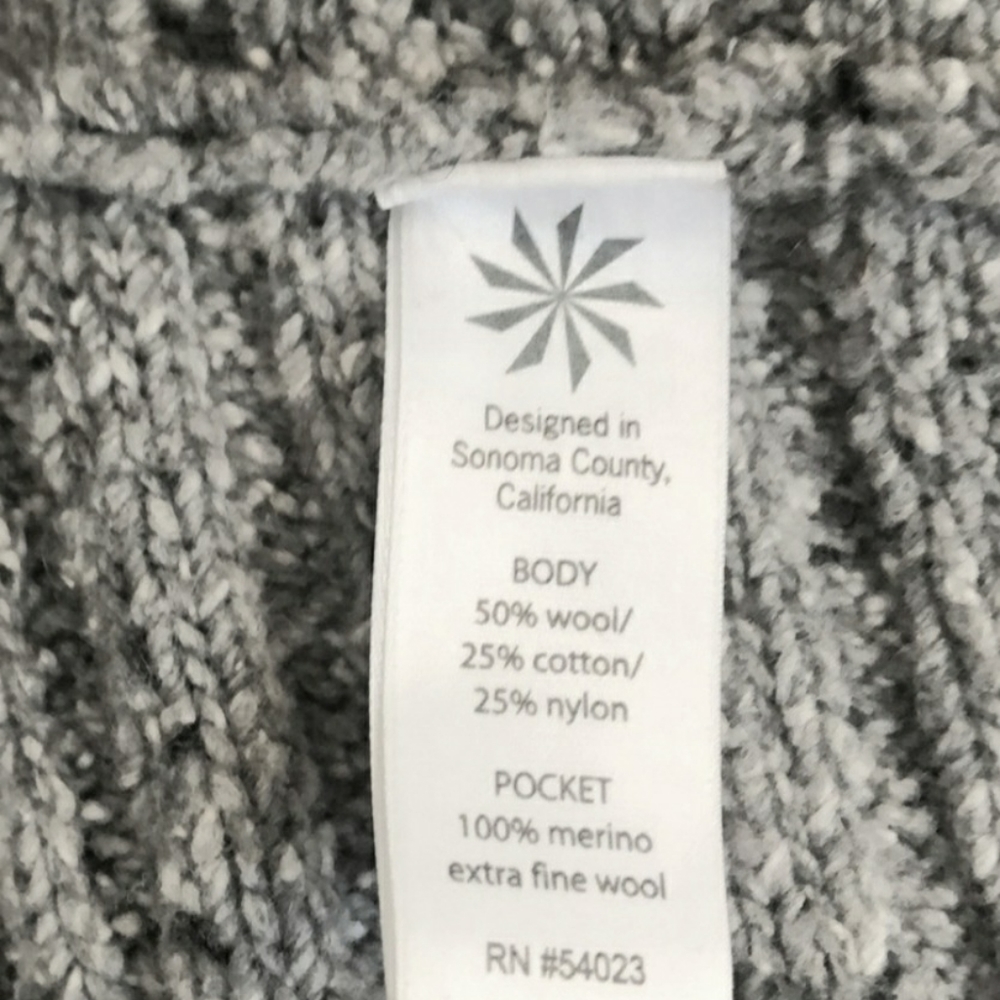 Designed in
Sonoma County,
California
BODY
50% wool/
25% cotton/
25% nylon
POCKET
100% merino
extra fine wool
RN #54023